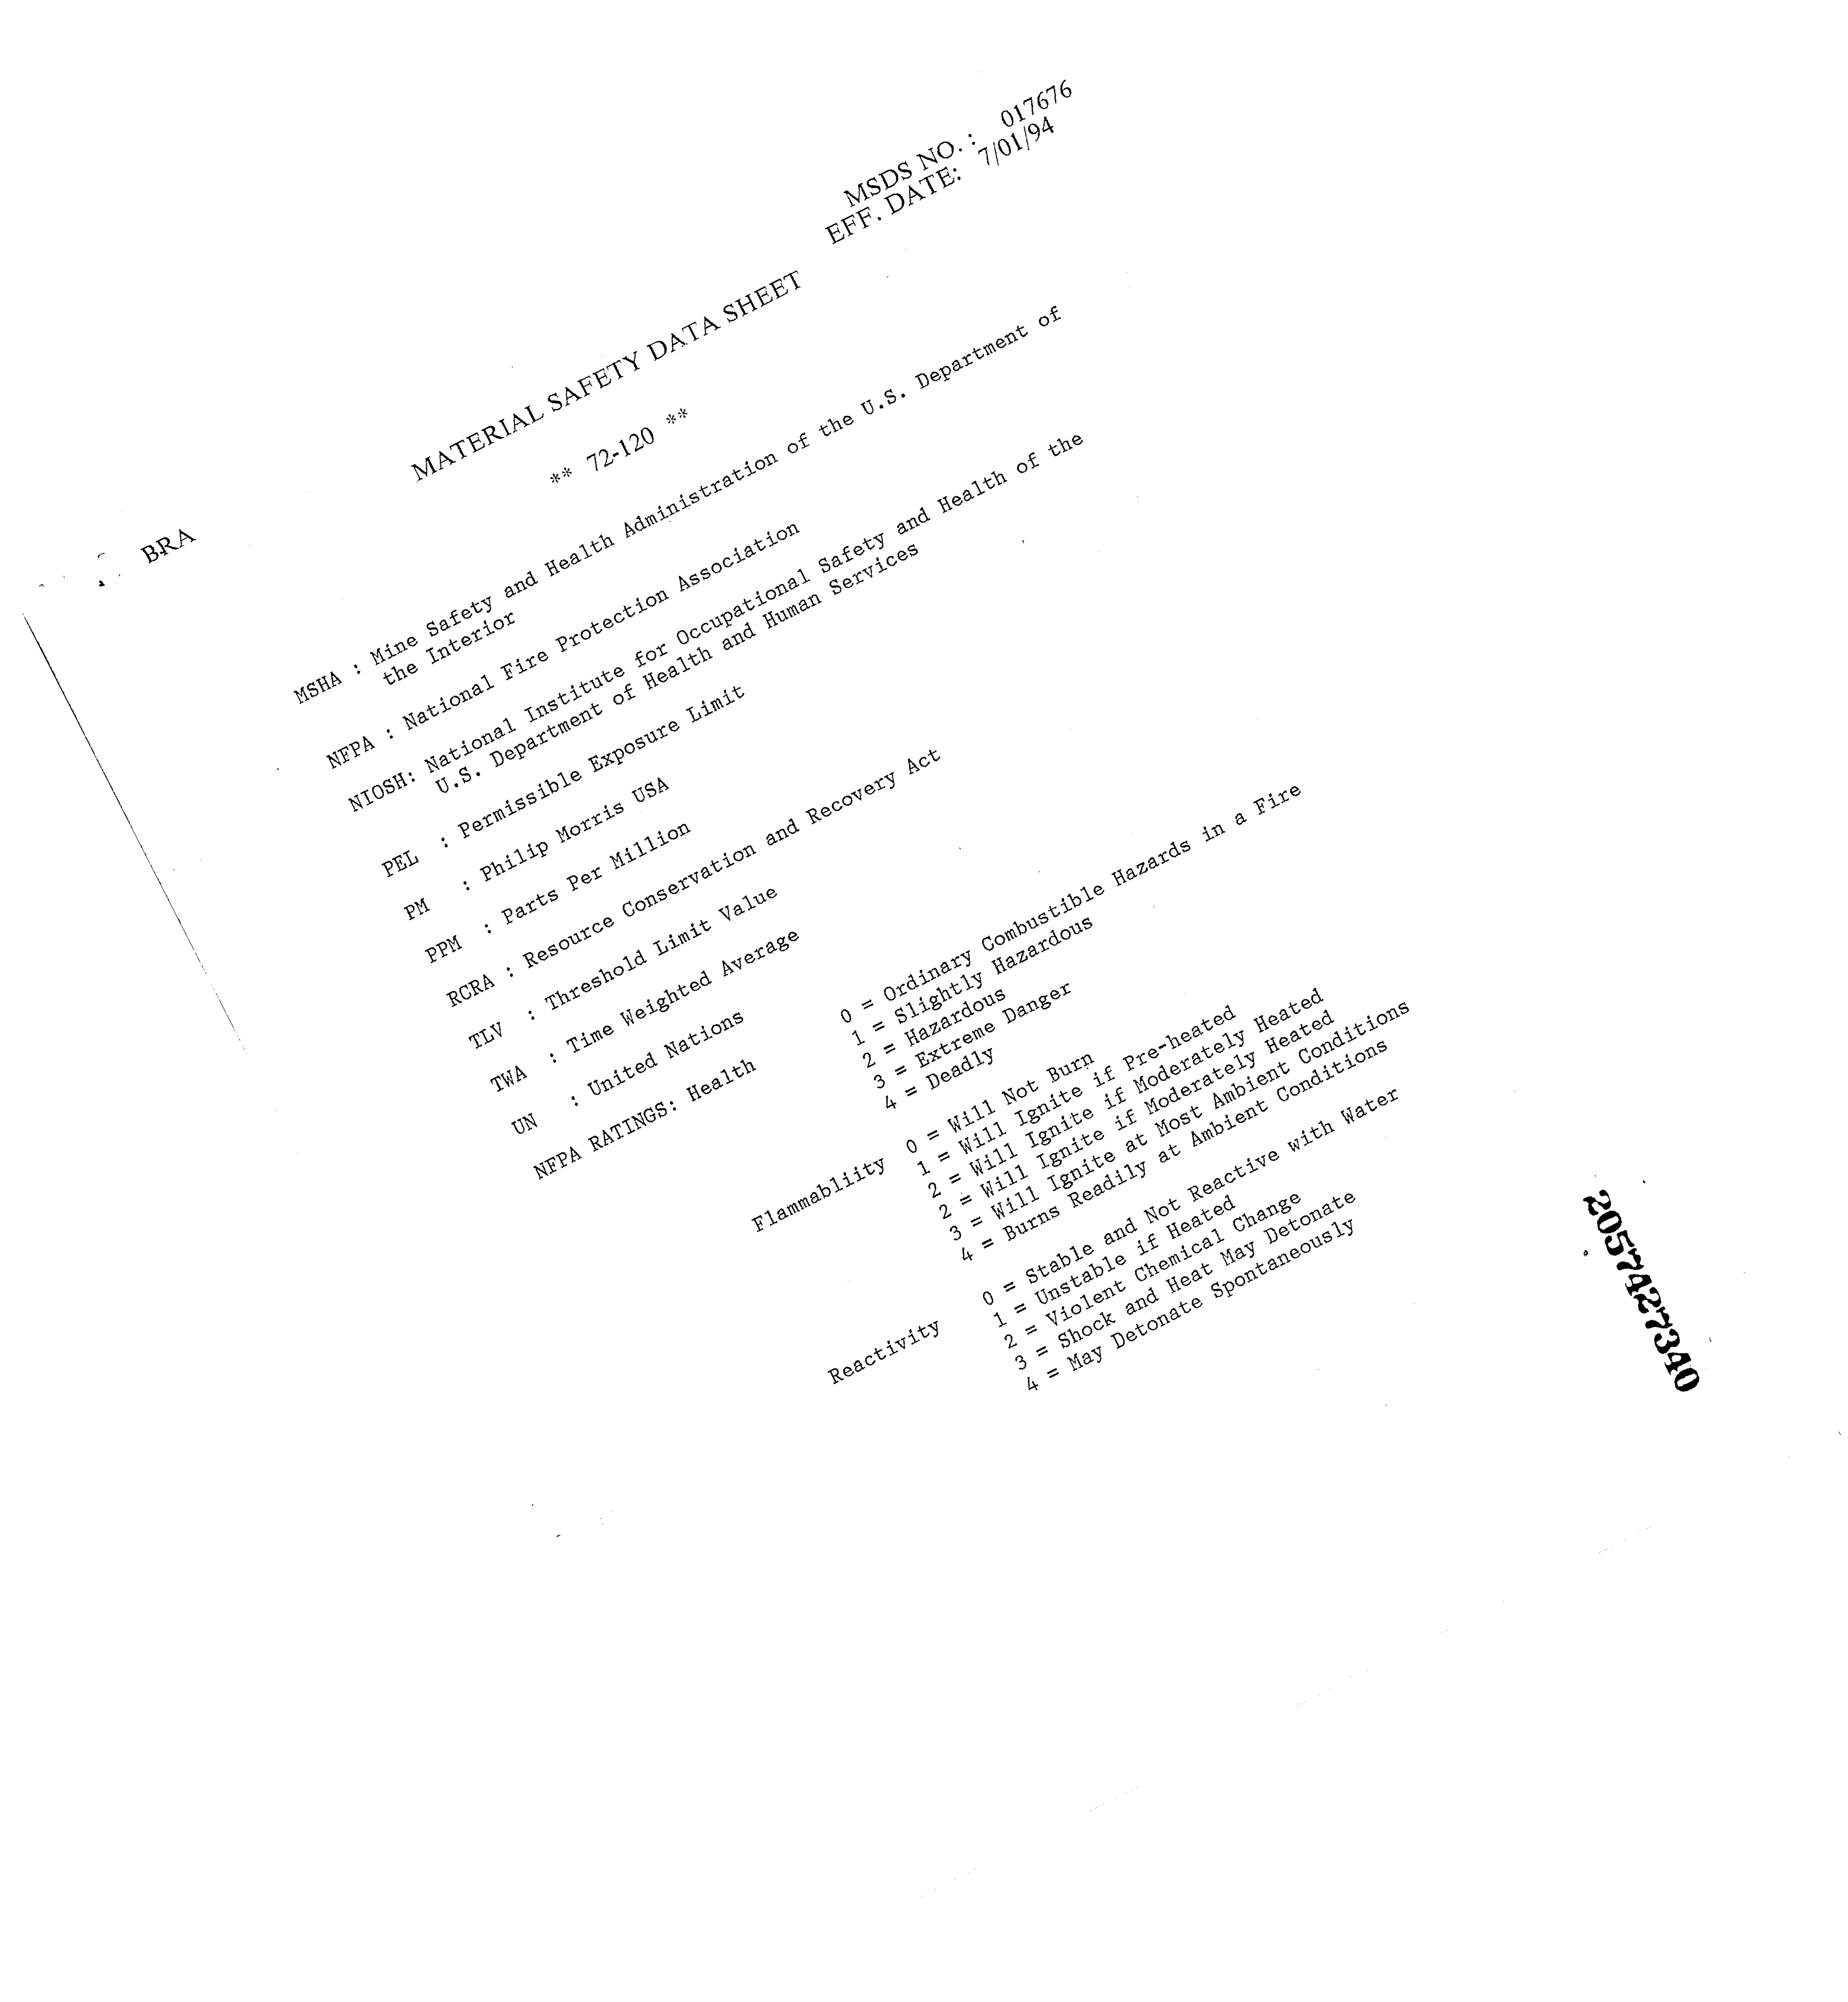 MSDS NO. : 017676
EFF. DATE: 7/01/94
BRA
MATERIAL SAFETY DATA SHEET
** 72-120 **
MSHA : Mine Safety and Health Administration of the U.S. Department of
the Interior
NFPA : National Fire Protection Association
NIOSH: National Institute for Occupational Safety and Health of the
U.S. Department of Health and Human Services
PEL : Permissible Exposure Limit
PM : Philip Morris USA
PPM : Parts Per Million
RCRA : Resource Conservation and Recovery Act
TLV : Threshold Limit Value
TWA : Time Weighted Average
UN : United Nations
NFPA RATINGS: Health 0 = Ordinary Combustible Hazards in a Fire
1 = Slightly Hazardous
2 = Hazardous
3 = Extreme Danger
4 = Deadly
Flammabliity 0 = Will Not Burn
1 = Will Ignite if Pre-heated
2 = Will Ignite if Moderately Heated
2 = Will Ignite if Moderately Heated
3 = Will Ignite at Most Ambient Conditions
4 = Burns Readily at Ambient Conditions
Reactivity 0 = Stable and Not Reactive with Water
1 = Unstable if Heated
2 = Violent Chemical Change
3 = Shock and Heat May Detonate
4 = May Detonate Spontaneously
2057427340